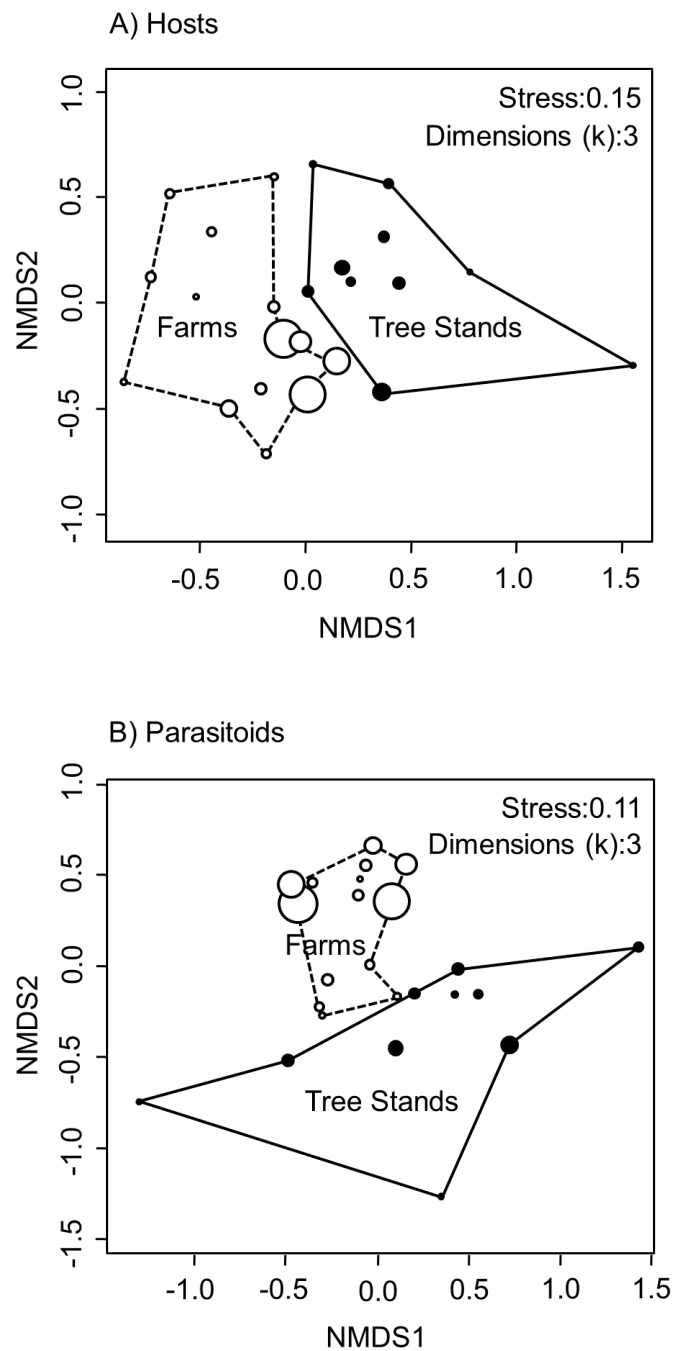 A) Hosts
Stress:0.15
Dimensions (k):3
1.0
0.5
0.0
-0.5
-1.0
NMDS2
Farms
Tree Stands
-0.5
0.0
0.5
1.0
1.5
NMDS1
B) Parasitoids
Stress:0.11
Dimensions (k):3
1.0
0.5
0.0
-0.5
-1.0
-1.5
NMDS2
Farms
Tree Stands
-1.0
-0.5
0.0
0.5
1.0
1.5
NMDS1